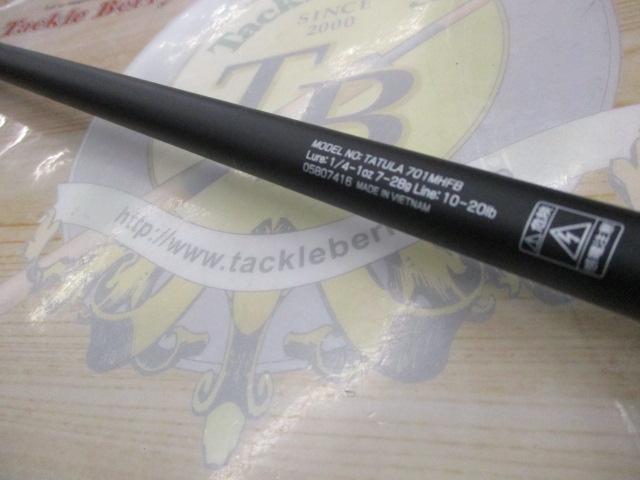 Tackle Berry
Tackle
SINCE
2000
TB
MODEL NO: TATULA 701MHFB
Lure: 1/4-1oz 7-28g Line: 10-20lb
05807416 MADE IN VIETNAM
http://www.tackleber